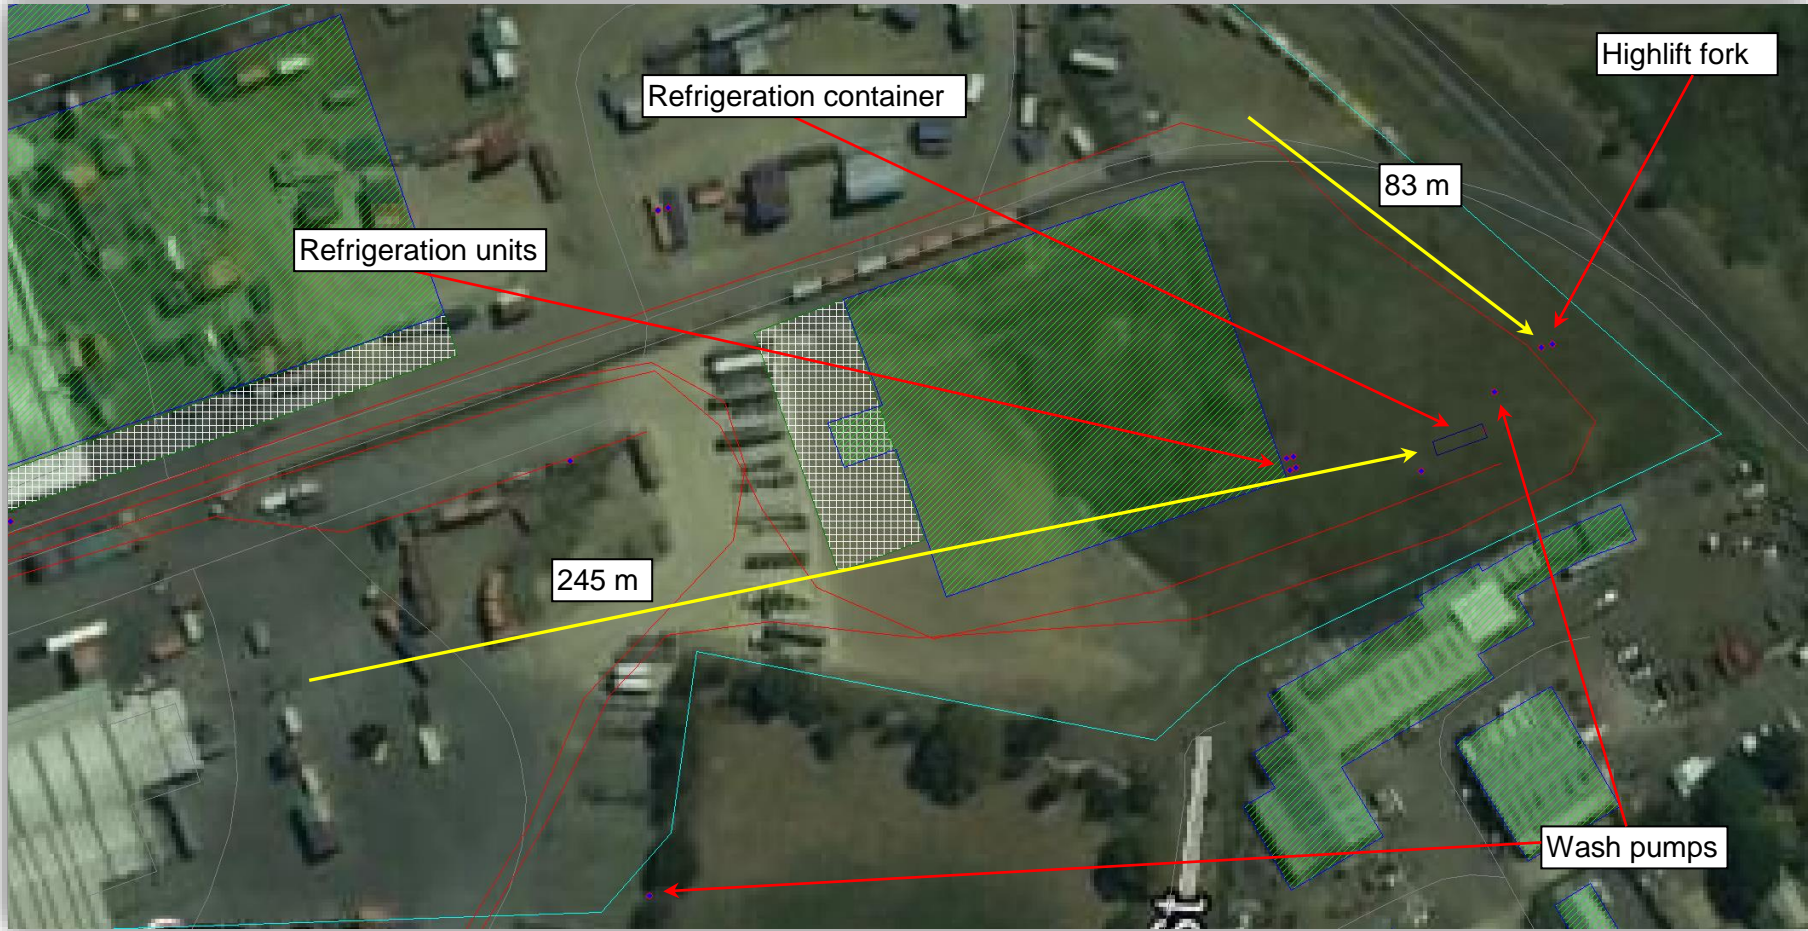 Highlift fork
Refrigeration container
83 m
Refrigeration units
245 m
Wash pumps